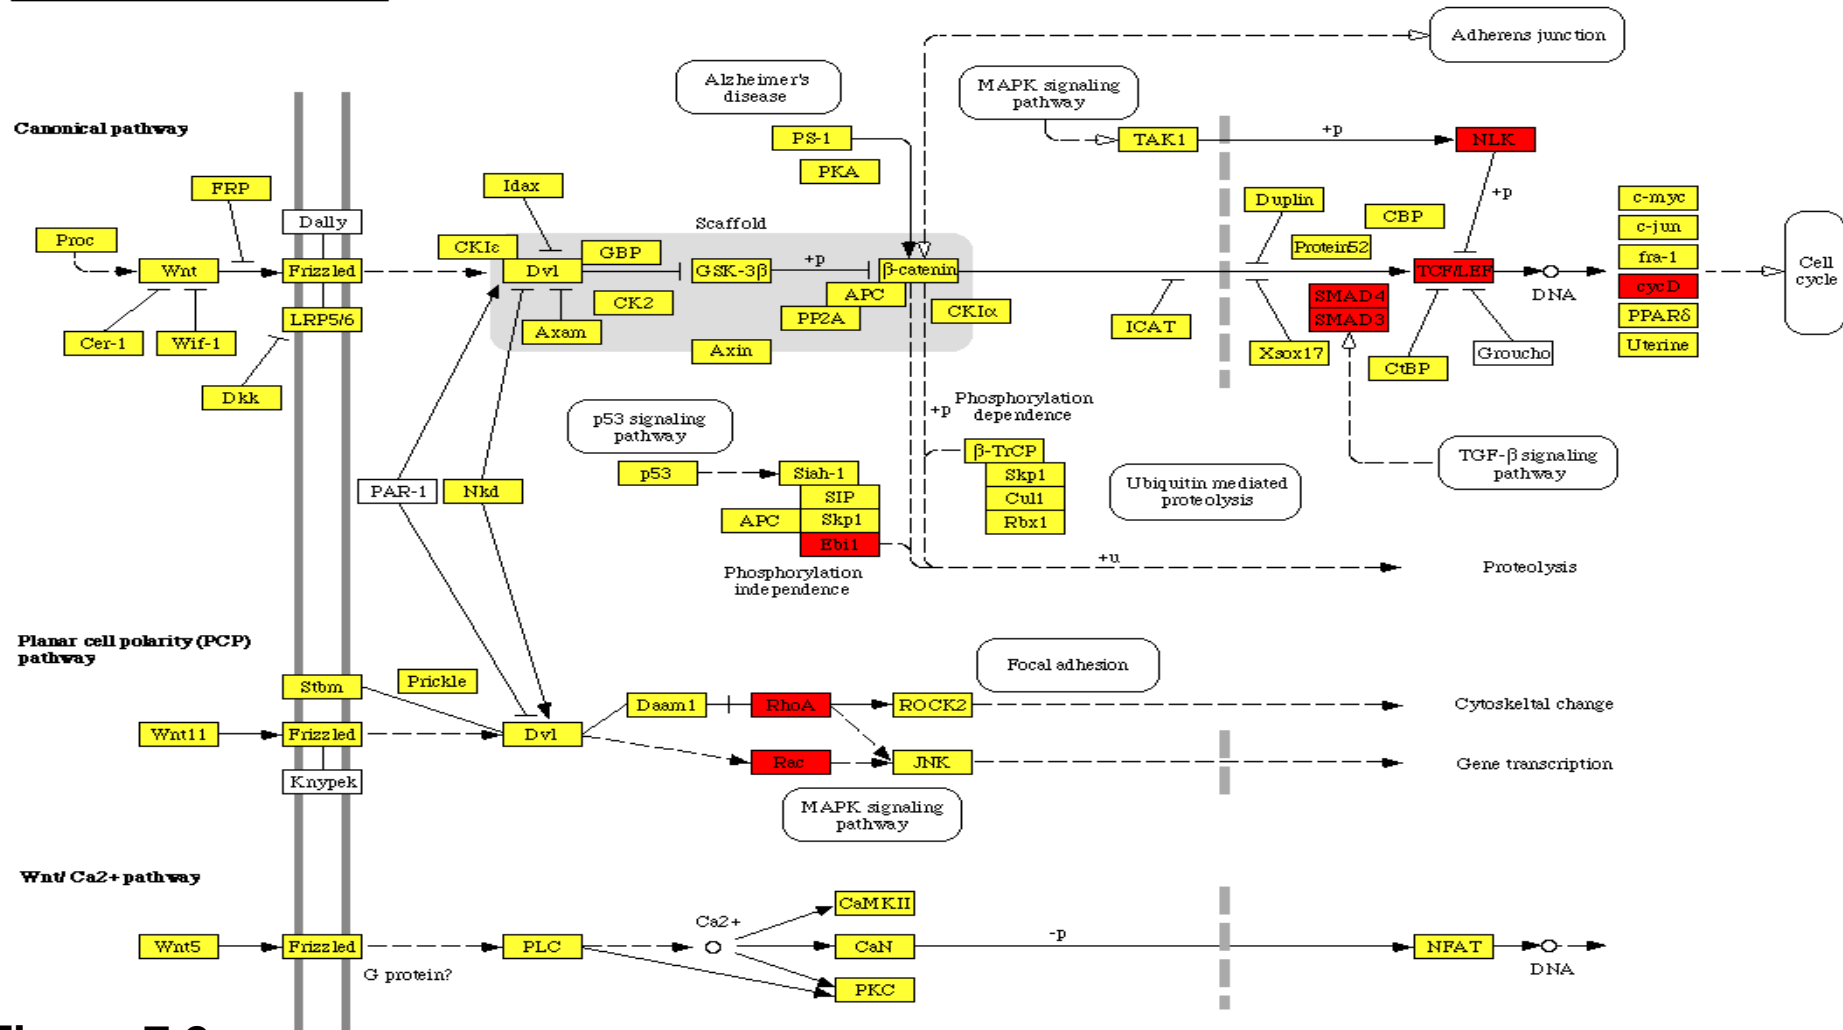 Adherens junction
Alzheimer's
disease
MAPK signaling
pathway
Canonical pathway
PS-1
TAK1
+p
NLK
PKA
FRP
Idax
+p
Duplin
c-myc
Dally
Scaffold
CBP
c-jun
Proc
CKIε
GBP
Protein52
fra-1
Wnt
Frizzled
Dvl
GSK-3β
+p
β-catenin
TCF/LEF
DNA
Cell
cycle
cycD
CK2
APC
SMAD4
LRP5/6
PP2A
CKIα
SMAD3
PPARδ
Cer-1
Wif-1
Axam
ICAT
Axin
Xsox17
Groucho
Uterine
CtBP
Dkk
+p
Phosphorylation
dependence
p53 signaling
pathway
β-TrCP
TGF-β signaling
pathway
p53
Siah-1
Skp1
Ubiquitin mediated
proteolysis
PAR-1
Nkd
SIP
Cul1
APC
Skp1
Rbx1
Ebi1
+u
Proteolysis
Phosphorylation
independence
Planar cell polarity (PCP)
pathway
Focal adhesion
Stbm
Prickle
Daam1
RhoA
ROCK2
Cytoskeltal change
Wnt11
Frizzled
Dvl
Rac
JNK
Gene transcription
Knypek
MAPK signaling
pathway
Wnt/ Ca2+ pathway
CaMKII
Ca2+
-p
Wnt5
Frizzled
PLC
CaN
NFAT
DNA
G protein?
PKC